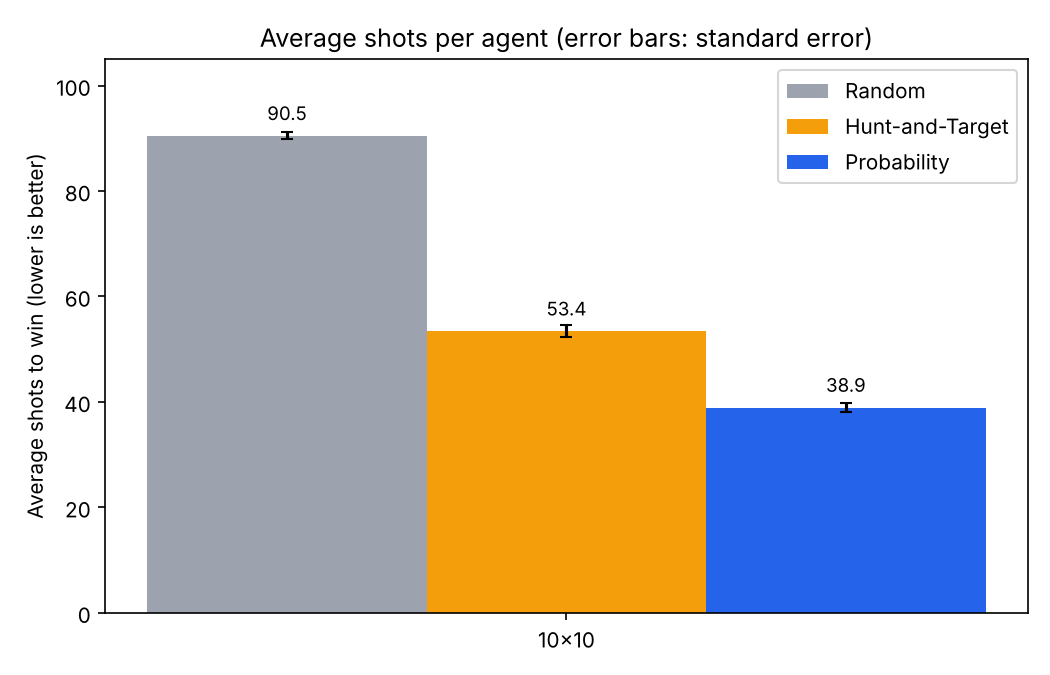 Average shots per agent (error bars: standard error)
Average shots to win (lower is better)
100
80
60
40
20
0
90.5
53.4
38.9
Random
Hunt-and-Target
Probability
10×10